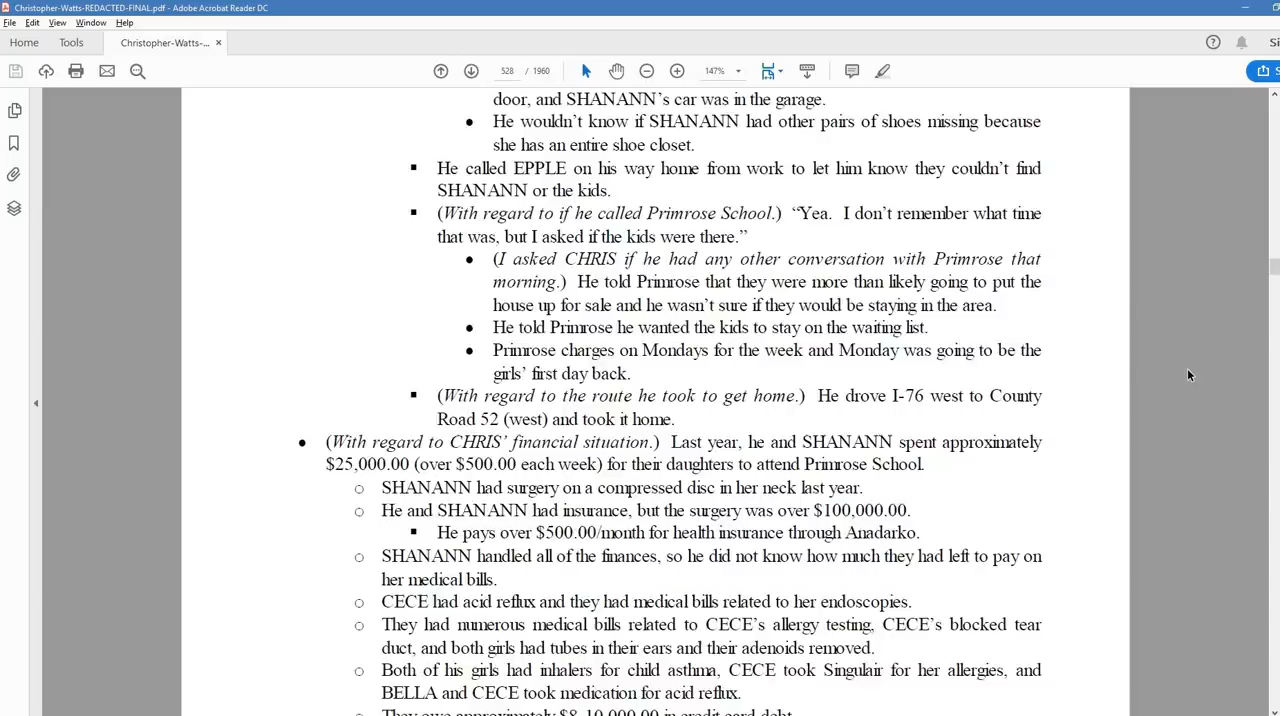 Christopher-Watts-REDACTED-FINAL.pdf - Adobe Acrobat Reader DC
File Edit View Window Help
Home Tools Christopher-Watts-... ×
528 / 1960 147%
door, and SHANANN's car was in the garage.
● He wouldn't know if SHANANN had other pairs of shoes missing because
she has an entire shoe closet.
▪ He called EPPLE on his way home from work to let him know they couldn't find
SHANANN or the kids.
▪ (With regard to if he called Primrose School.) “Yea. I don't remember what time
that was, but I asked if the kids were there.”
● (I asked CHRIS if he had any other conversation with Primrose that
morning.) He told Primrose that they were more than likely going to put the
house up for sale and he wasn't sure if they would be staying in the area.
● He told Primrose he wanted the kids to stay on the waiting list.
● Primrose charges on Mondays for the week and Monday was going to be the
girls' first day back.
▪ (With regard to the route he took to get home.) He drove I-76 west to County
Road 52 (west) and took it home.
● (With regard to CHRIS' financial situation.) Last year, he and SHANANN spent approximately
$25,000.00 (over $500.00 each week) for their daughters to attend Primrose School.
○ SHANANN had surgery on a compressed disc in her neck last year.
○ He and SHANANN had insurance, but the surgery was over $100,000.00.
▪ He pays over $500.00/month for health insurance through Anadarko.
○ SHANANN handled all of the finances, so he did not know how much they had left to pay on
her medical bills.
○ CECE had acid reflux and they had medical bills related to her endoscopies.
○ They had numerous medical bills related to CECE's allergy testing, CECE's blocked tear
duct, and both girls had tubes in their ears and their adenoids removed.
○ Both of his girls had inhalers for child asthma, CECE took Singulair for her allergies, and
BELLA and CECE took medication for acid reflux.
○ They owe approximately $8-10,000.00 in credit card debt.